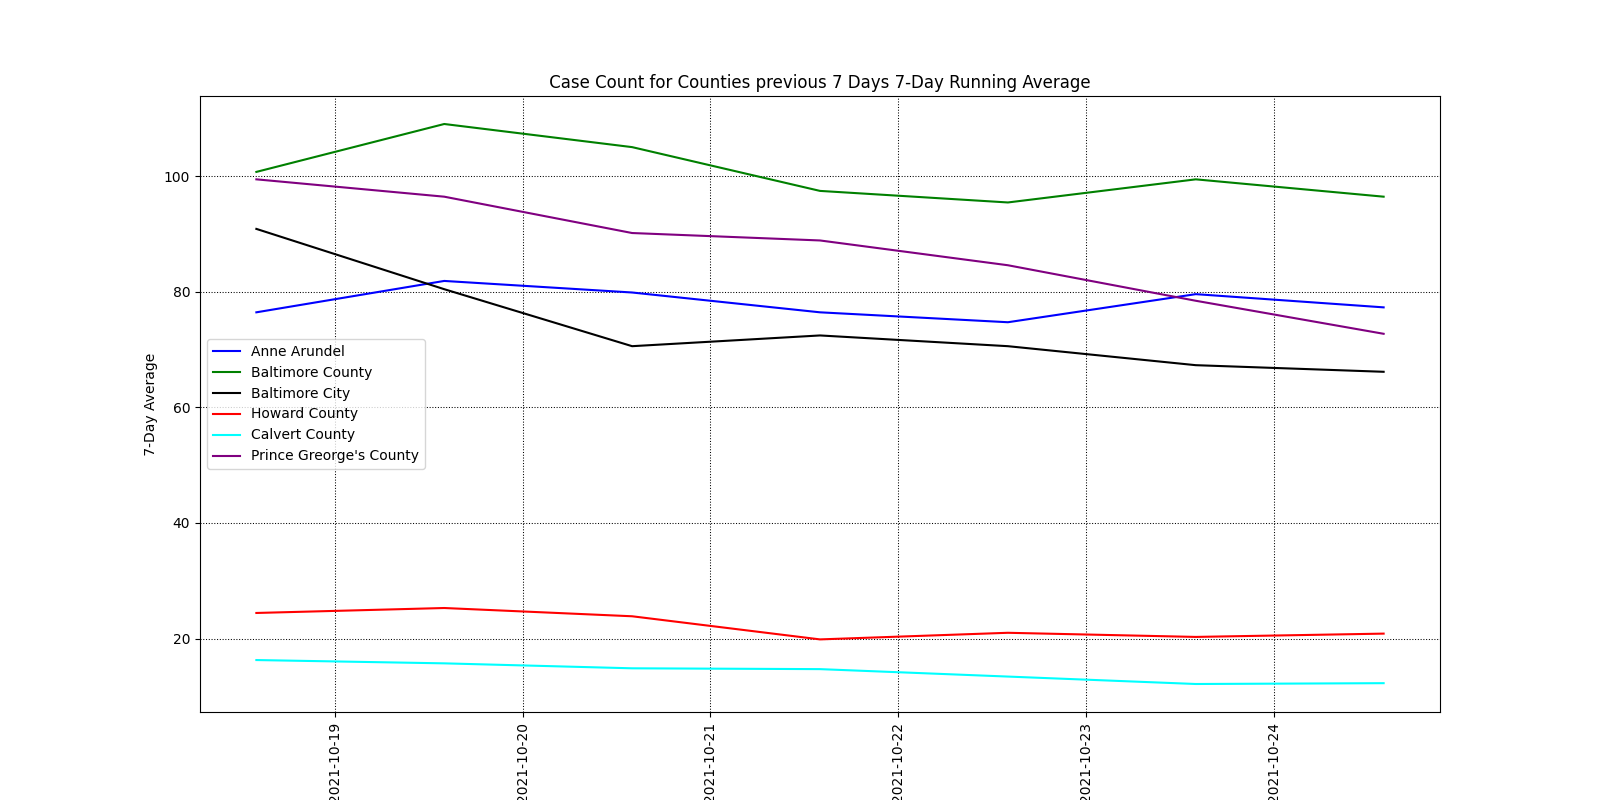 Case Count for Counties previous 7 Days 7-Day Running Average
100
80
60
40
20
7-Day Average
Anne Arundel
Baltimore County
Baltimore City
Howard County
Calvert County
Prince Greorge's County
2021-10-19
2021-10-20
2021-10-21
2021-10-22
2021-10-23
2021-10-24